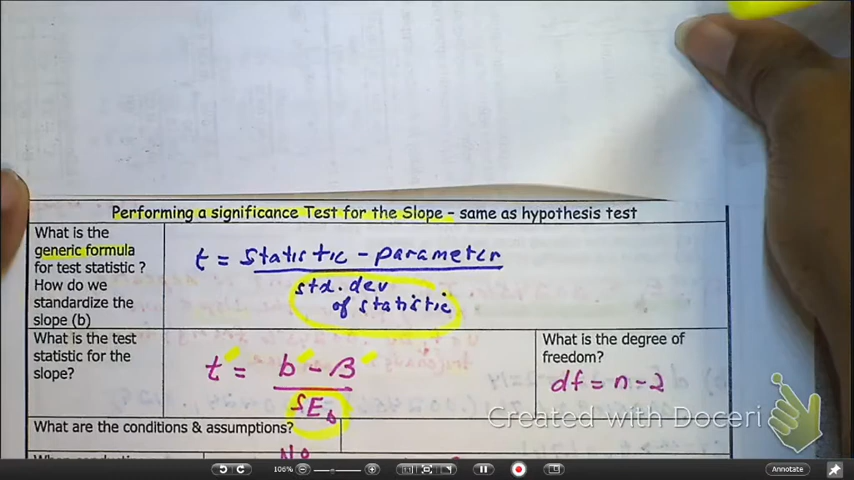 Performing a significance Test for the Slope - same as hypothesis test
What is the
generic formula
for test statistic ?
How do we
standardize the
slope (b)
t = statistic - parameter
std. dev
of statistic
What is the test
statistic for the
slope?
t = b - β
SE_b
What is the degree of
freedom?
df = n-2
Created with Doceri
What are the conditions & assumptions?
106%
Annotate